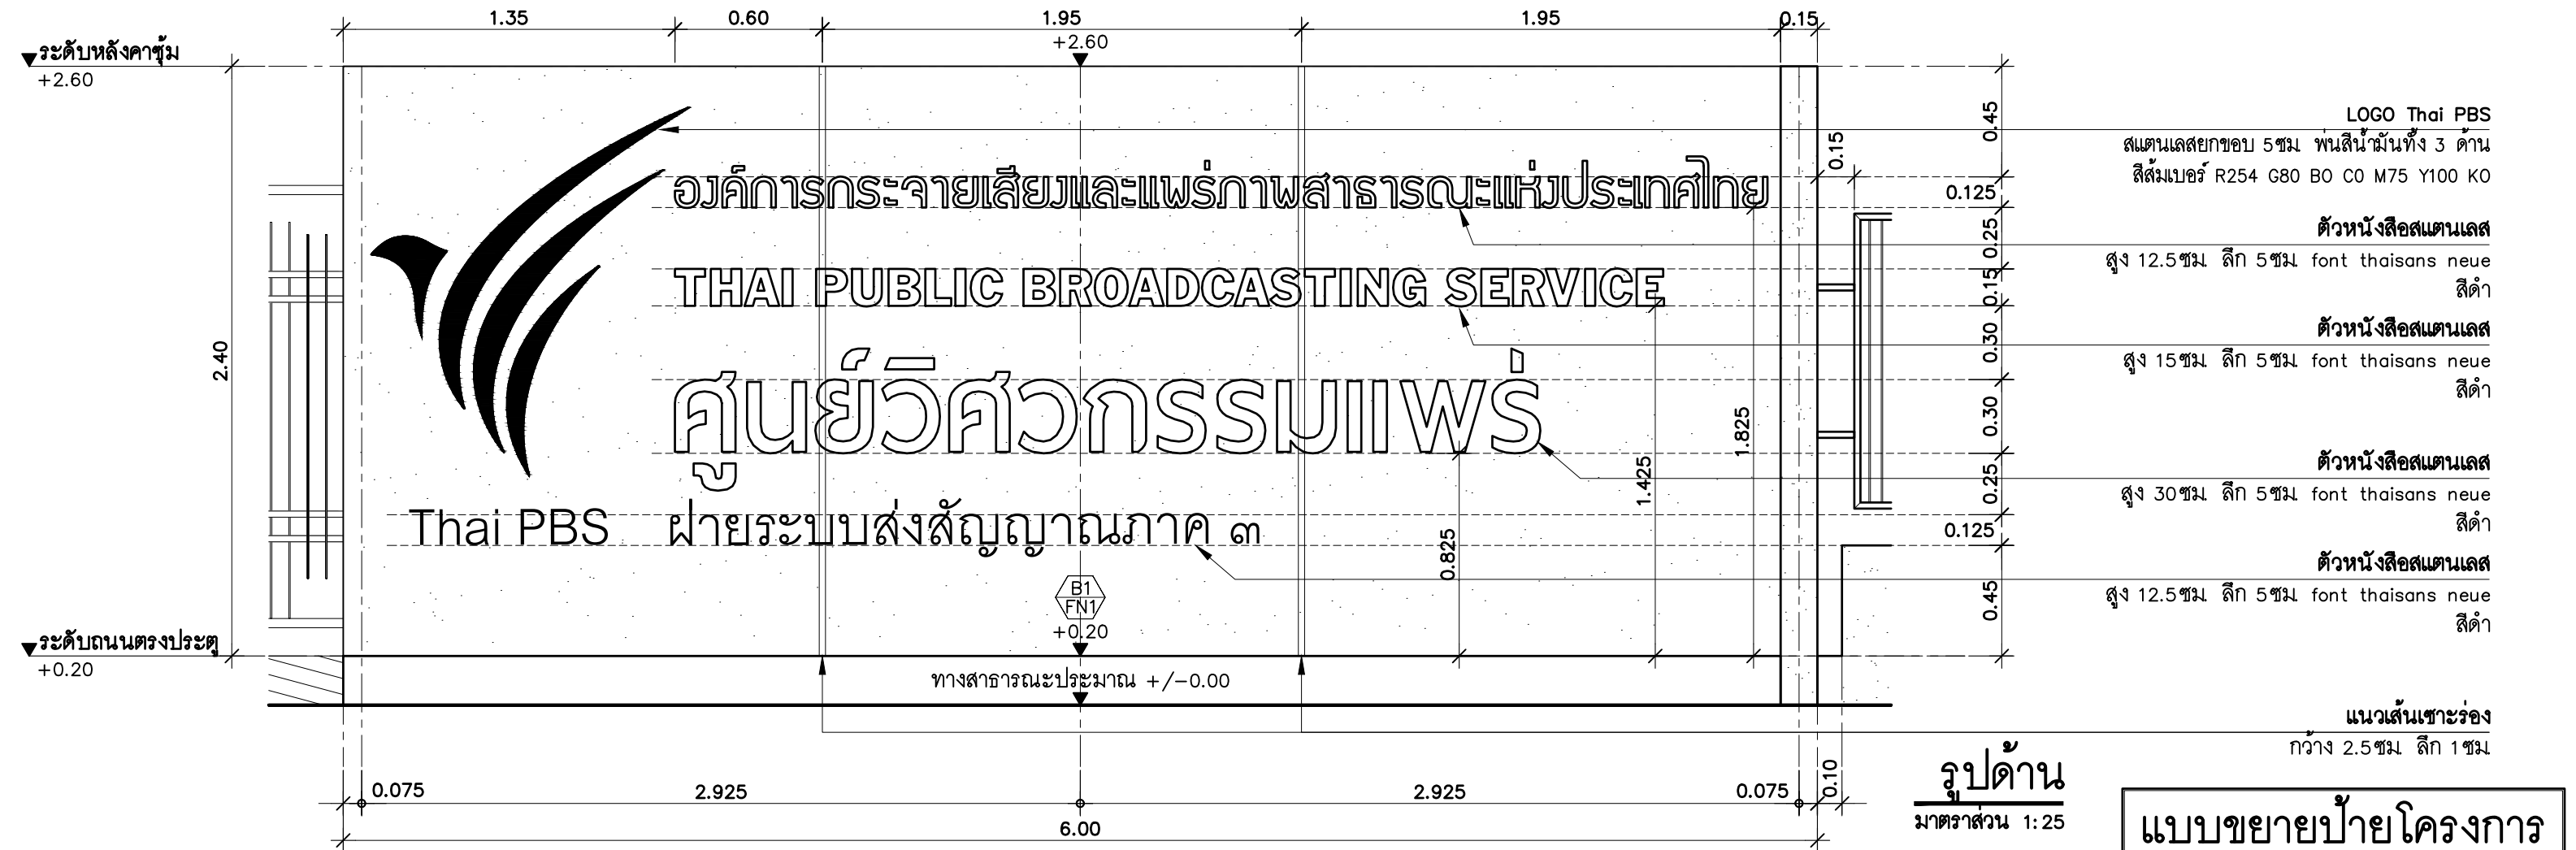 1.35 0.60 1.95 1.95 0.15
ระดับหลังคาซุ้ม
+2.60
+2.60
2.40
องค์การกระจายเสียงและแพร่ภาพสาธารณะแห่งประเทศไทย
THAI PUBLIC BROADCASTING SERVICE
ศูนย์วิศวกรรมแพร่
Thai PBS ฝ่ายระบบส่งสัญญาณภาค ๓
B1
FN1
+0.20
ระดับถนนตรงประตู
+0.20
ทางสาธารณะประมาณ +/-0.00
0.825
1.425
1.825
0.15
0.45
0.125
0.25
0.15
0.30
0.30
0.25
0.125
0.45
LOGO Thai PBS
สแตนเลสยกขอบ 5ซม. พ่นสีน้ำมันทั้ง 3 ด้าน
สีส้มเบอร์ R254 G80 B0 C0 M75 Y100 K0
ตัวหนังสือสแตนเลส
สูง 12.5ซม. ลึก 5ซม. font thaisans neue
สีดำ
ตัวหนังสือสแตนเลส
สูง 15ซม. ลึก 5ซม. font thaisans neue
สีดำ
ตัวหนังสือสแตนเลส
สูง 30ซม. ลึก 5ซม. font thaisans neue
สีดำ
ตัวหนังสือสแตนเลส
สูง 12.5ซม. ลึก 5ซม. font thaisans neue
สีดำ
แนวเส้นเซาะร่อง
กว้าง 2.5ซม. ลึก 1ซม.
0.075 2.925 2.925 0.075 0.10
6.00
รูปด้าน
มาตราส่วน 1:25
แบบขยายป้ายโครงการ